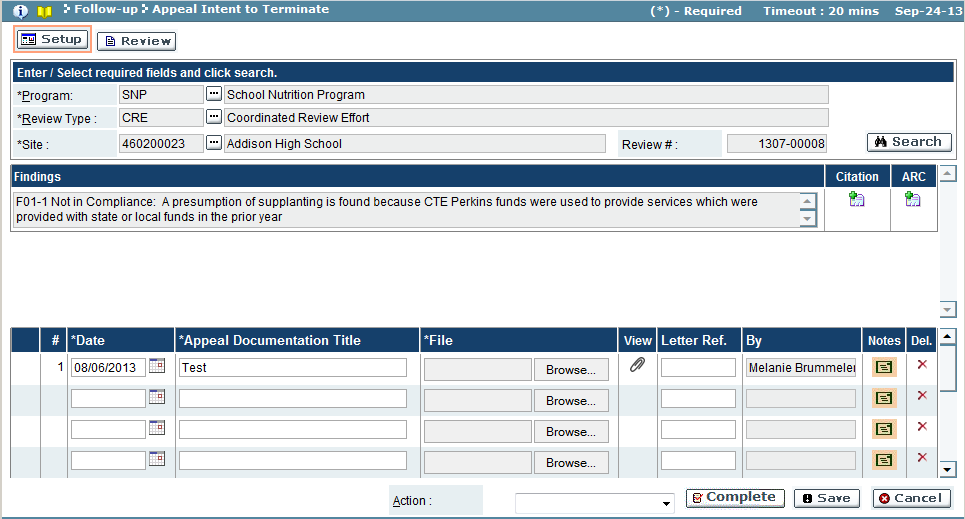 Follow-up Appeal Intent to Terminate (*) - Required Timeout : 20 mins Sep-24-13
Setup Review
Enter / Select required fields and click search.
*Program: SNP ... School Nutrition Program
*Review Type : CRE ... Coordinated Review Effort
*Site : 460200023 ... Addison High School Review # : 1307-00008 Search
Findings Citation ARC
F01-1 Not in Compliance: A presumption of supplanting is found because CTE Perkins funds were used to provide services which were
provided with state or local funds in the prior year
# *Date *Appeal Documentation Title *File View Letter Ref. By Notes Del.
1 08/06/2013 Test Browse... Melanie Brummeler
Browse...
Browse...
Browse...
Action : Complete Save Cancel